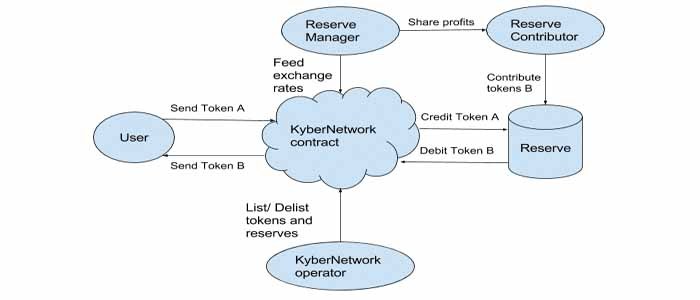 Reserve
Manager
Share profits
Reserve
Contributor
Feed
exchange
rates
Contribute
tokens B
Send Token A
User
Send Token B
KyberNetwork
contract
Credit Token A
Debit Token B
Reserve
List/ Delist
tokens and
reserves
KyberNetwork
operator